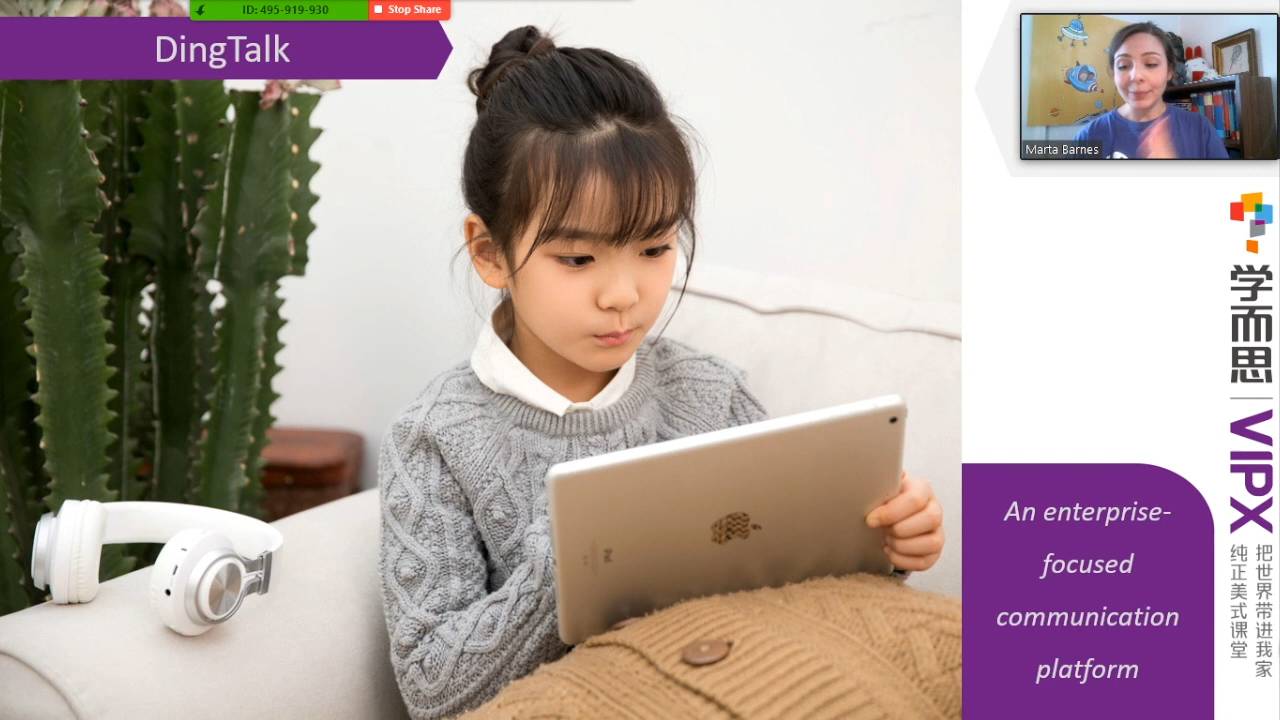 ID: 495-919-930
Stop Share
DingTalk
Marta Barnes
学而思
VIPX
把世界带进我家
纯正美式课堂
An enterprise-
focused
communication
platform
iPad